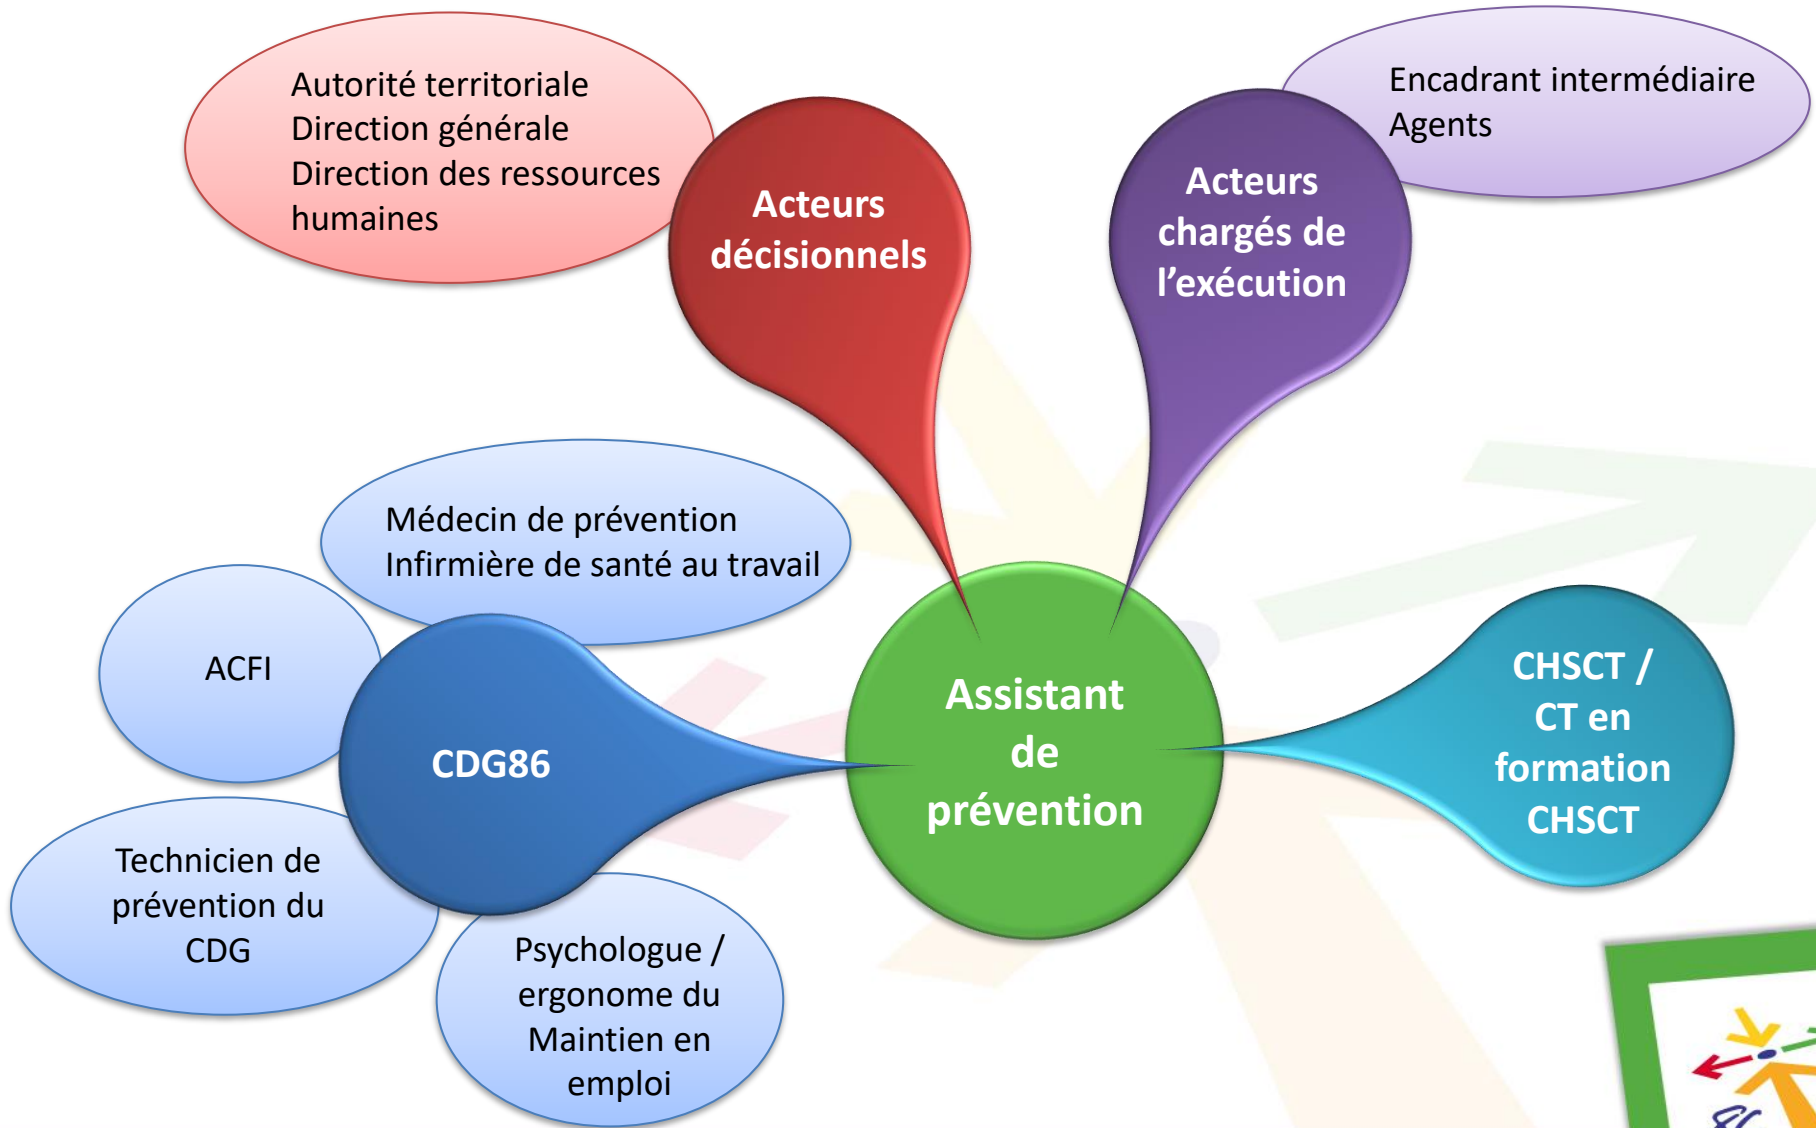 Autorité territoriale
Direction générale
Direction des ressources
humaines
Acteurs
décisionnels
Encadrant intermédiaire
Agents
Acteurs
chargés de
l’exécution
Médecin de prévention
Infirmière de santé au travail
ACFI
CDG86
Technicien de
prévention du
CDG
Psychologue /
ergonome du
Maintien en
emploi
Assistant
de
prévention
CHSCT /
CT en
formation
CHSCT